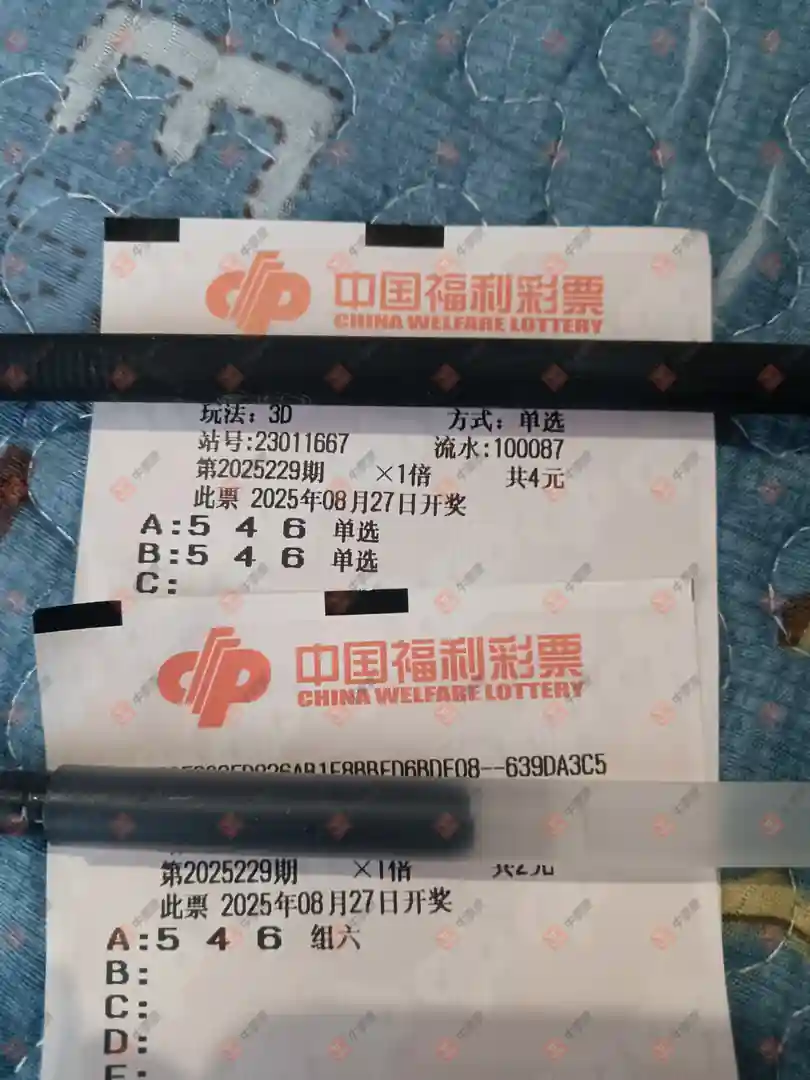 中国福利彩票
CHINA WELFARE LOTTERY
玩法：3D 方式：单选
站号:23011667 流水:100087
第2025229期 ×1倍 共4元
此票 2025年08月27日开奖
A:5 4 6 单选
B:5 4 6 单选
C:
中国福利彩票
CHINA WELFARE LOTTERY
--639DA3C5
第2025229期 ×1倍 共2元
此票 2025年08月27日开奖
A:5 4 6 组六
B:
C:
D:
E: